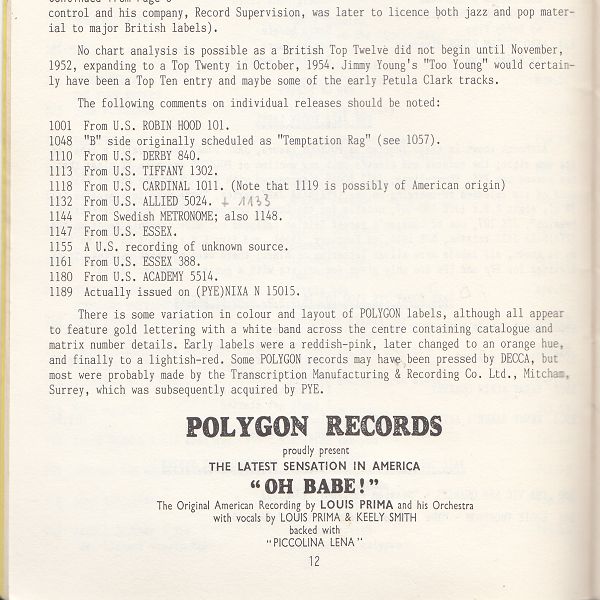 control and his company, Record Supervision, was later to licence both jazz and pop mater-
ial to major British labels).
No chart analysis is possible as a British Top Twelve did not begin until November,
1952, expanding to a Top Twenty in October, 1954. Jimmy Young's "Too Young" would certain-
ly have been a Top Ten entry and maybe some of the early Petula Clark tracks.
The following comments on individual releases should be noted:
1001 From U.S. ROBIN HOOD 101.
1048 "B" side originally scheduled as "Temptation Rag" (see 1057).
1110 From U.S. DERBY 840.
1113 From U.S. TIFFANY 1302.
1118 From U.S. CARDINAL 1011. (Note that 1119 is possibly of American origin)
1132 From U.S. ALLIED 5024. + 1133
1144 From Swedish METRONOME; also 1148.
1147 From U.S. ESSEX.
1155 A U.S. recording of unknown source.
1161 From U.S. ESSEX 388.
1180 From U.S. ACADEMY 5514.
1189 Actually issued on (PYE)NIXA N 15015.
There is some variation in colour and layout of POLYGON labels, although all appear
to feature gold lettering with a white band across the centre containing catalogue and
matrix number details. Early labels were a reddish-pink, later changed to an orange hue,
and finally to a lightish-red. Some POLYGON records may have been pressed by DECCA, but
most were probably made by the Transcription Manufacturing & Recording Co. Ltd., Mitcham,
Surrey, which was subsequently acquired by PYE.
POLYGON RECORDS
proudly present
THE LATEST SENSATION IN AMERICA
"OH BABE!"
The Original American Recording by LOUIS PRIMA and his Orchestra
with vocals by LOUIS PRIMA & KEELY SMITH
backed with
"PICCOLINA LENA"
12